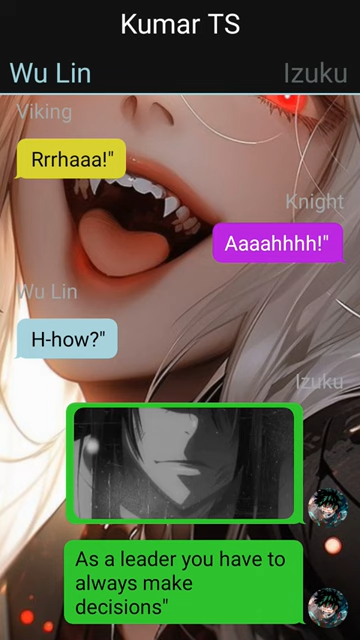 Kumar TS
Wu Lin
Izuku
Viking
Rrrhaaa!"
Knight
Aaaahhhh!"
Wu Lin
H-how?"
Izuku
As a leader you have to
always make
decisions"